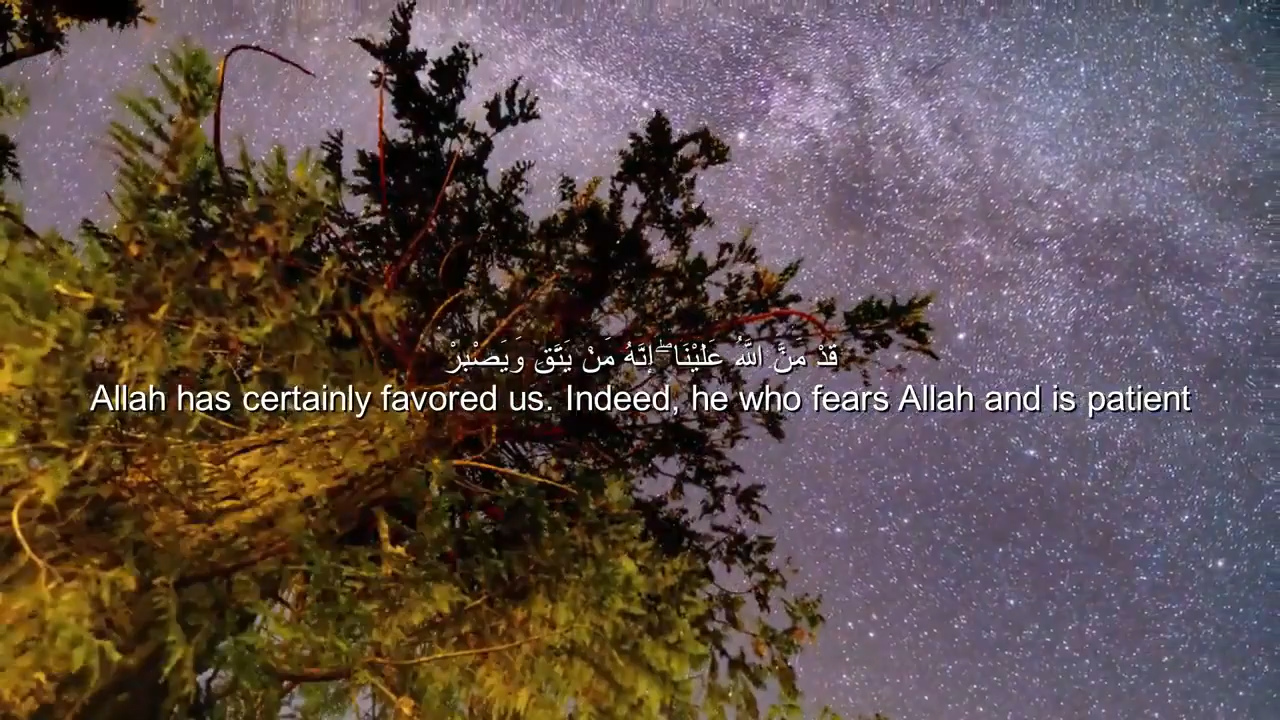 قَدْ مَنَّ اللَّهُ عَلَيْنَا ۖ إِنَّهُ مَنْ يَتَّقِ وَيَصْبِرْ
Allah has certainly favored us. Indeed, he who fears Allah and is patient